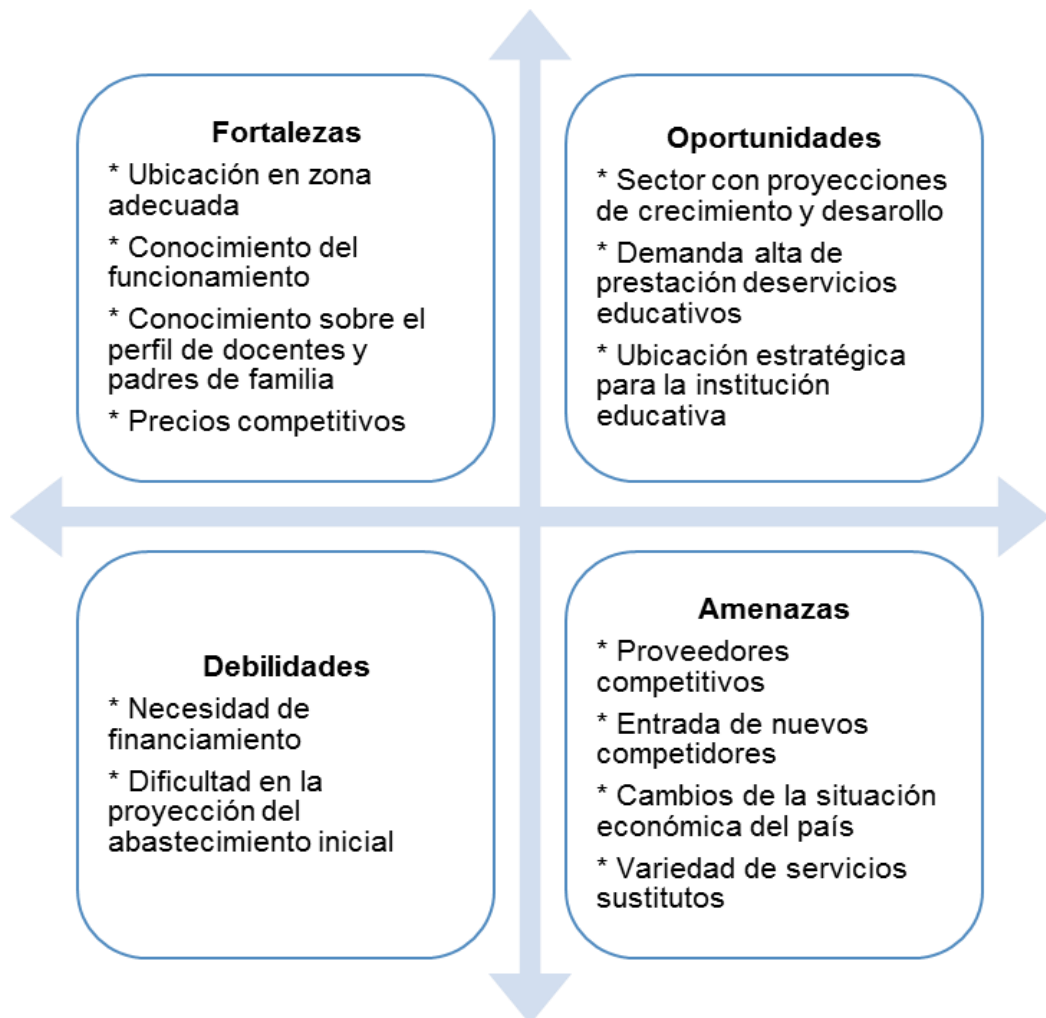 Fortalezas
* Ubicación en zona
adecuada
* Conocimiento del
funcionamiento
* Conocimiento sobre el
perfil de docentes y
padres de familia
* Precios competitivos
Oportunidades
* Sector con proyecciones
de crecimiento y desarollo
* Demanda alta de
prestación deservicios
educativos
* Ubicación estratégica
para la institución
educativa
Debilidades
* Necesidad de
financiamiento
* Dificultad en la
proyección del
abastecimiento inicial
Amenazas
* Proveedores
competitivos
* Entrada de nuevos
competidores
* Cambios de la situación
económica del país
* Variedad de servicios
sustitutos